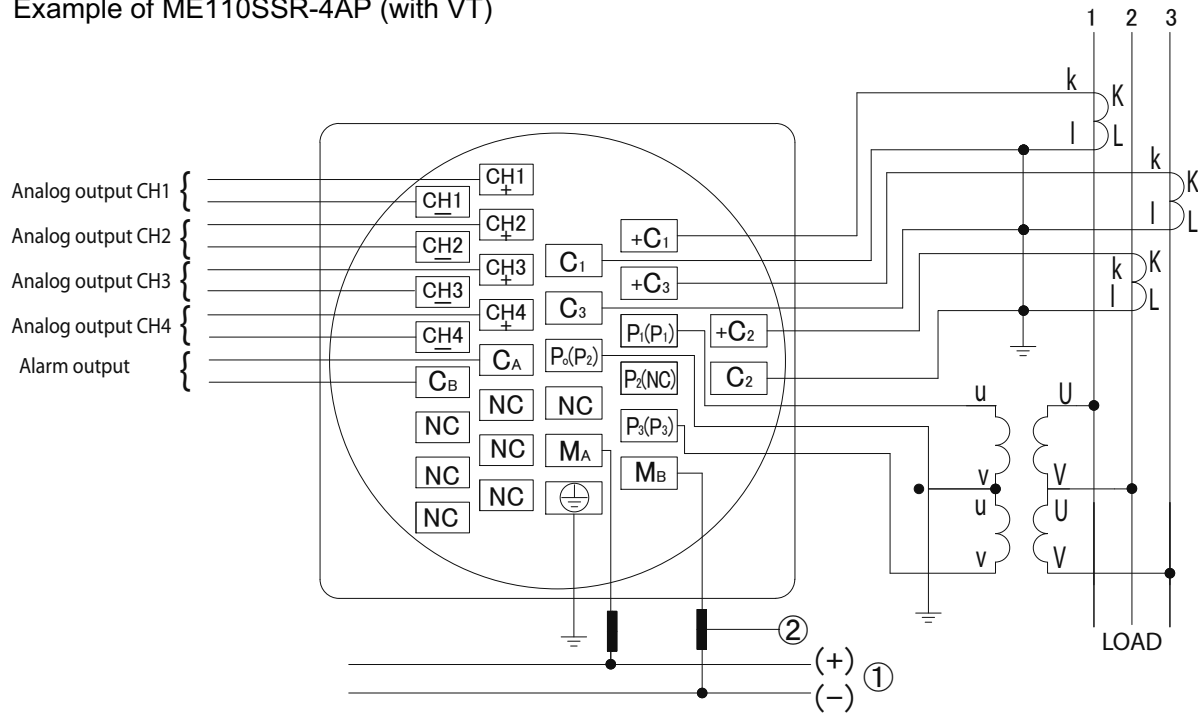 Example of ME110SSR-4AP (with VT)
1 2 3
Analog output CH1 {
Analog output CH2 {
Analog output CH3 {
Analog output CH4 {
Alarm output {
CH1 +
CH1 −
CH2 +
CH2 −
CH3 +
CH3 −
CH4 +
CH4 −
CA
CB
NC
NC
NC
NC
NC
NC
C1
C3
P0(P2)
NC
MA
+C1
+C3
P1(P1)
P2(NC)
P3(P3)
MB
+C2
C2
k K
l L
k K
l L
k K
l L
u U
v V
u U
v V
LOAD
②
(+)
(−)
①